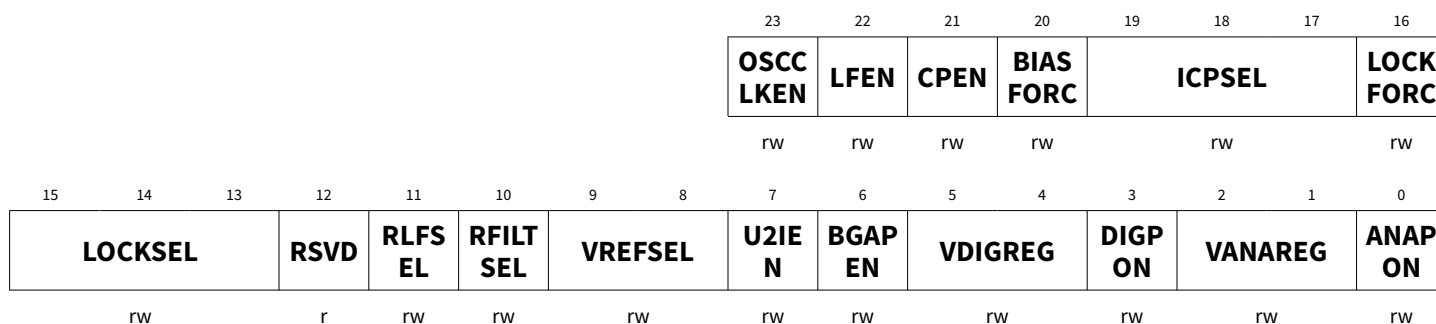 23 22 21 20 19 18 17 16
OSCC LFEN CPEN BIAS ICPSEL LOCK
LKEN FORC FORC
rw rw rw rw rw rw
15 14 13 12 11 10 9 8 7 6 5 4 3 2 1 0
LOCKSEL RSVD RLFS RFILT VREFSEL U2IE BGAP VDIGREG DIGP VANAREG ANAP
EL SEL N EN ON ON
rw r rw rw rw rw rw rw rw rw rw